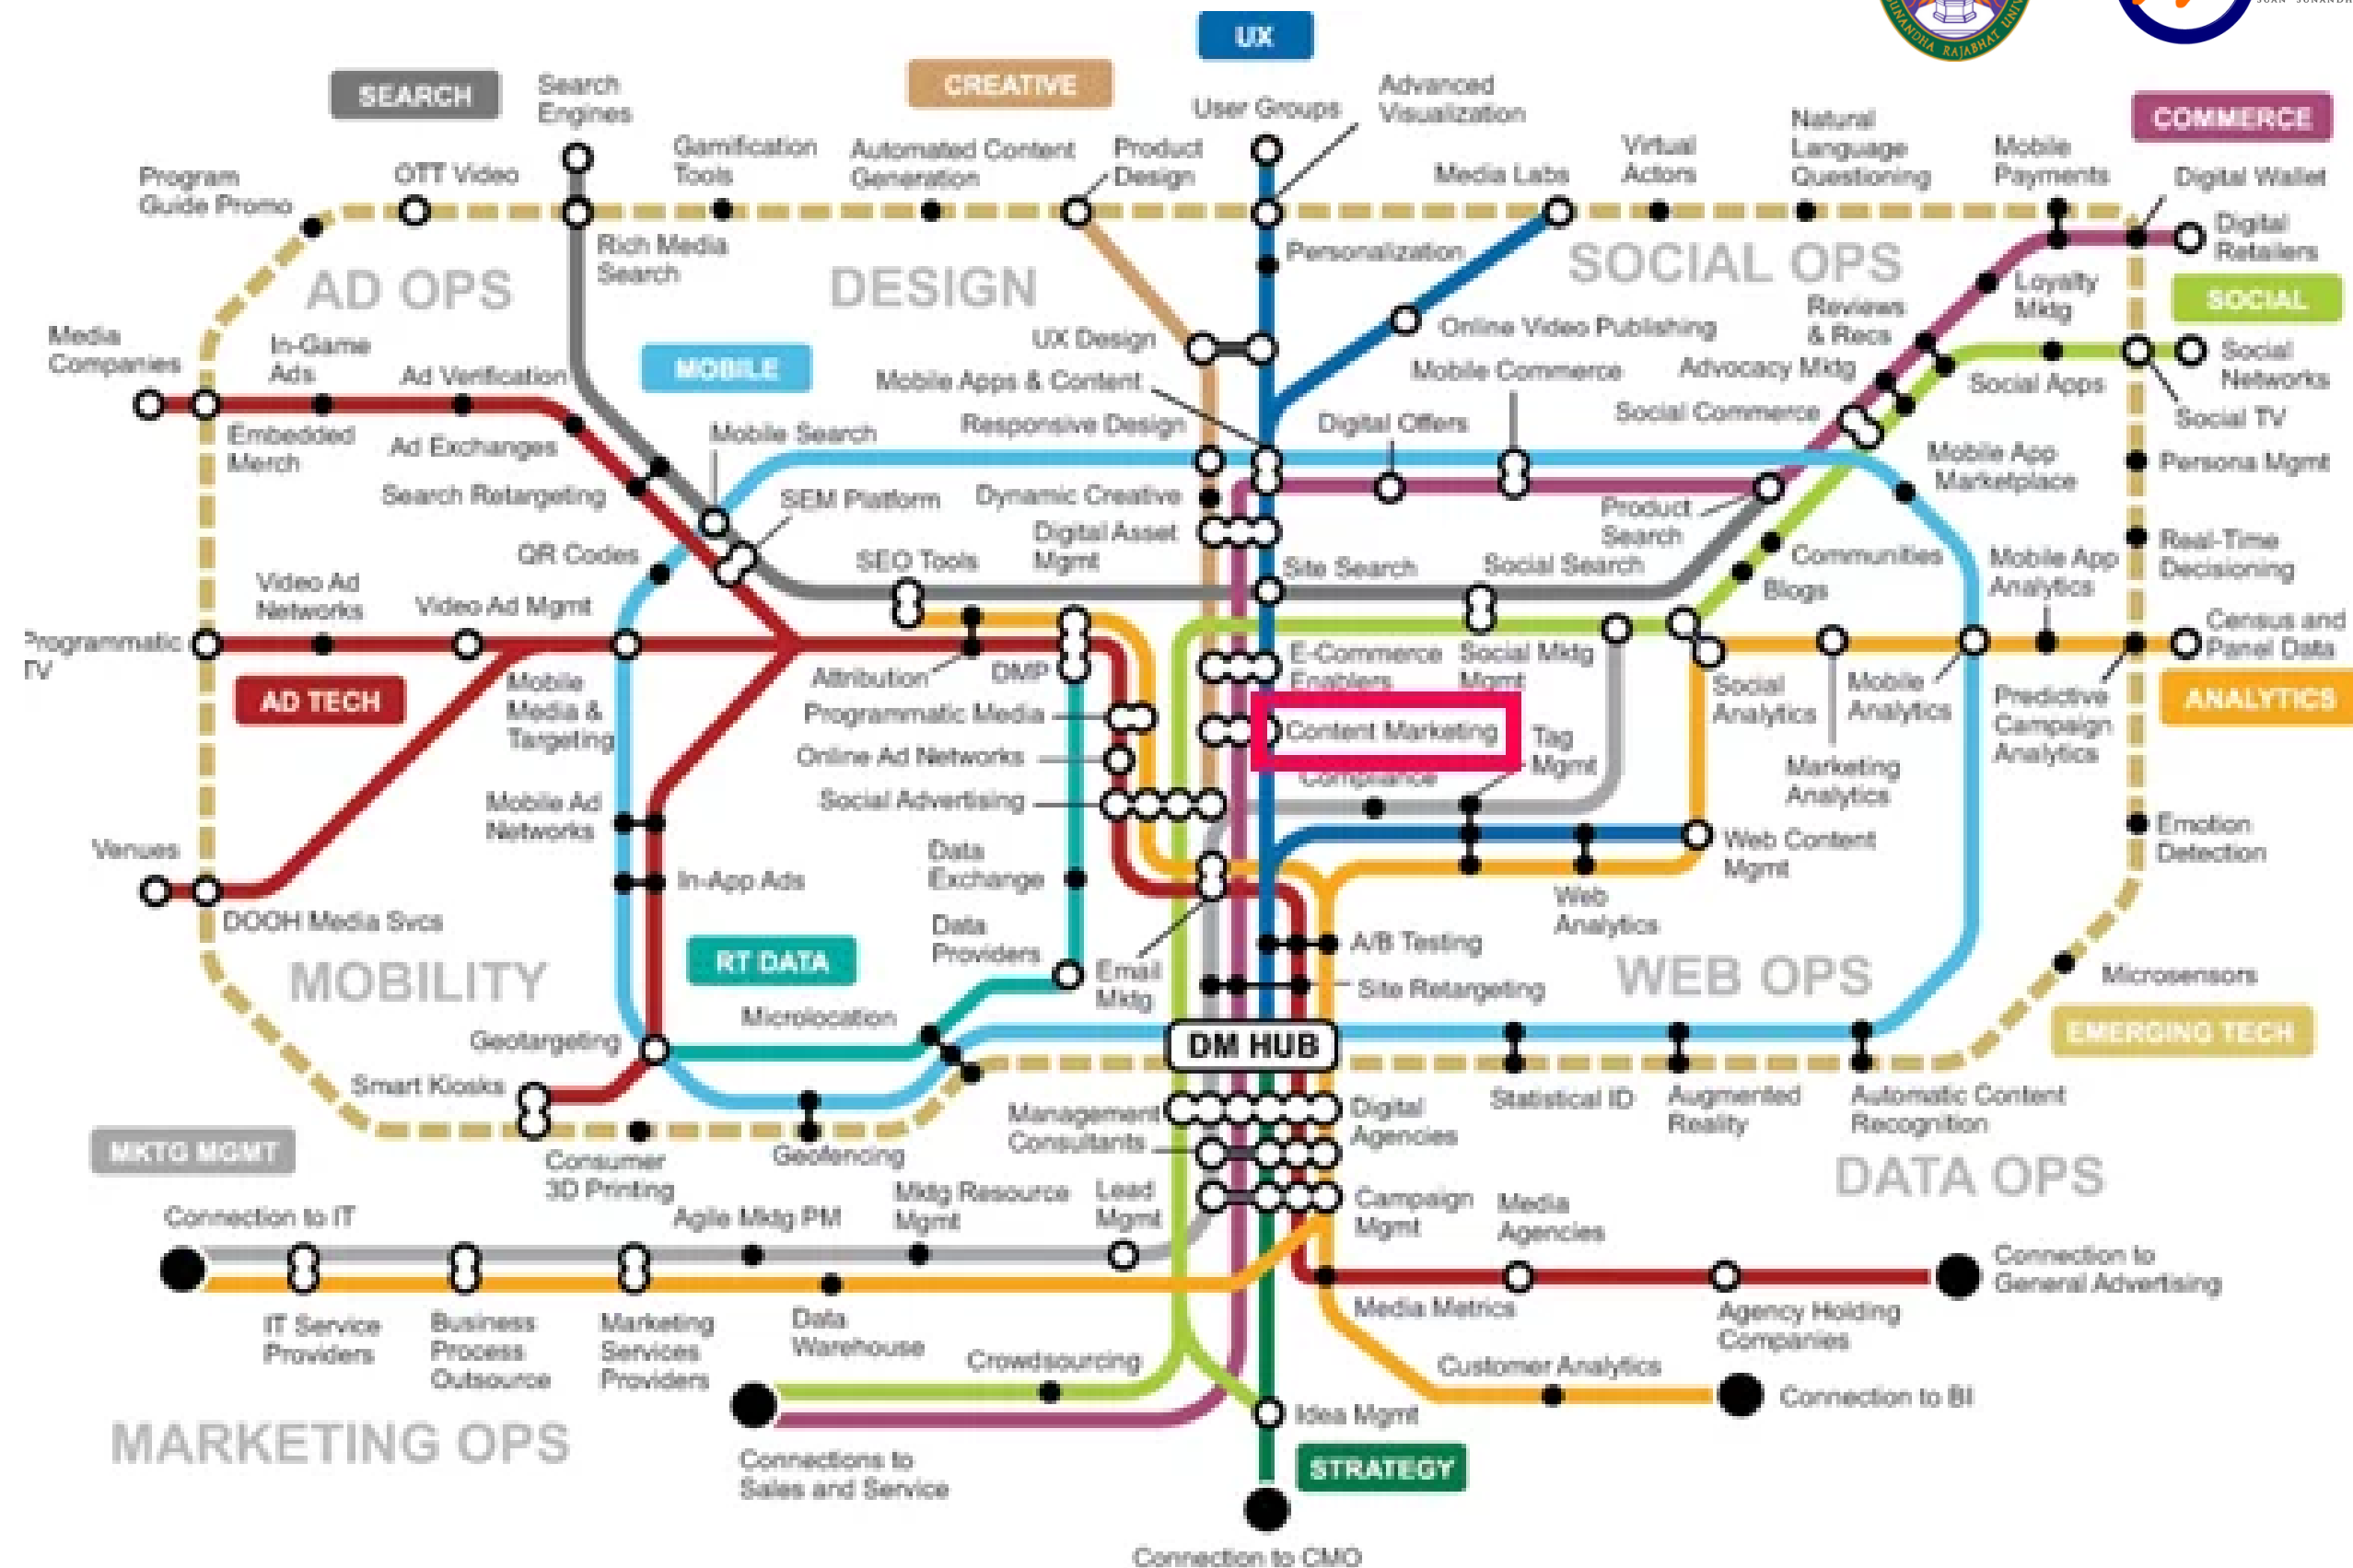 UX
SUNANDHA RAJABHAT
SEARCH
Search
Engines
CREATIVE
User Groups
Advanced
Visualization
COMMERCE
Program
Guide Promo
OTT Video
Gamification
Tools
Automated Content
Generation
Product
Design
Media Labs
Virtual
Actors
Natural
Language
Questioning
Mobile
Payments
Digital Wallet
Digital
Retailers
Rich Media
Search
Personalization
AD OPS
DESIGN
SOCIAL OPS
Loyalty
Mktg
SOCIAL
Media
Companies
In-Game
Ads
Ad Verification
MOBILE
UX Design
Online Video Publishing
Reviews
& Recs
Mobile Apps & Content
Mobile Commerce
Advocacy Mktg
Social Apps
Social
Networks
Embedded
Merch
Ad Exchanges
Mobile Search
Responsive Design
Digital Offers
Social Commerce
Social TV
Search Retargeting
SEM Platform
Dynamic Creative
Mobile App
Marketplace
Persona Mgmt
Product
Search
QR Codes
SEO Tools
Digital Asset
Mgmt
Site Search
Social Search
Communities
Blogs
Mobile App
Analytics
Real-Time
Decisioning
Video Ad
Networks
Video Ad Mgmt
Programmatic
TV
Attribution
DMP
E-Commerce
Enablers
Social Mktg
Mgmt
Census and
Panel Data
AD TECH
Mobile
Media &
Targeting
Programmatic Media
Content Marketing
Tag
Mgmt
Social
Analytics
Mobile
Analytics
Predictive
Campaign
Analytics
ANALYTICS
Online Ad Networks
Compliance
Marketing
Analytics
Mobile Ad
Networks
Social Advertising
Venues
Data
Exchange
Web Content
Mgmt
Emotion
Detection
In-App Ads
Web
Analytics
DOOH Media Svcs
Data
Providers
A/B Testing
MOBILITY
RT DATA
Email
Mktg
Site Retargeting
WEB OPS
Microsensors
Microlocation
Geotargeting
DM HUB
EMERGING TECH
Smart Kiosks
Management
Consultants
Digital
Agencies
Statistical ID
Augmented
Reality
Automatic Content
Recognition
MKTG MGMT
Consumer
3D Printing
Geofencing
DATA OPS
Connection to IT
Agile Mktg PM
Mktg Resource
Mgmt
Lead
Mgmt
Campaign
Mgmt
Media
Agencies
Connection to
General Advertising
IT Service
Providers
Business
Process
Outsource
Marketing
Services
Providers
Data
Warehouse
Media Metrics
Agency Holding
Companies
Crowdsourcing
Customer Analytics
Connection to BI
MARKETING OPS
Idea Mgmt
Connections to
Sales and Service
STRATEGY
Connection to CMO